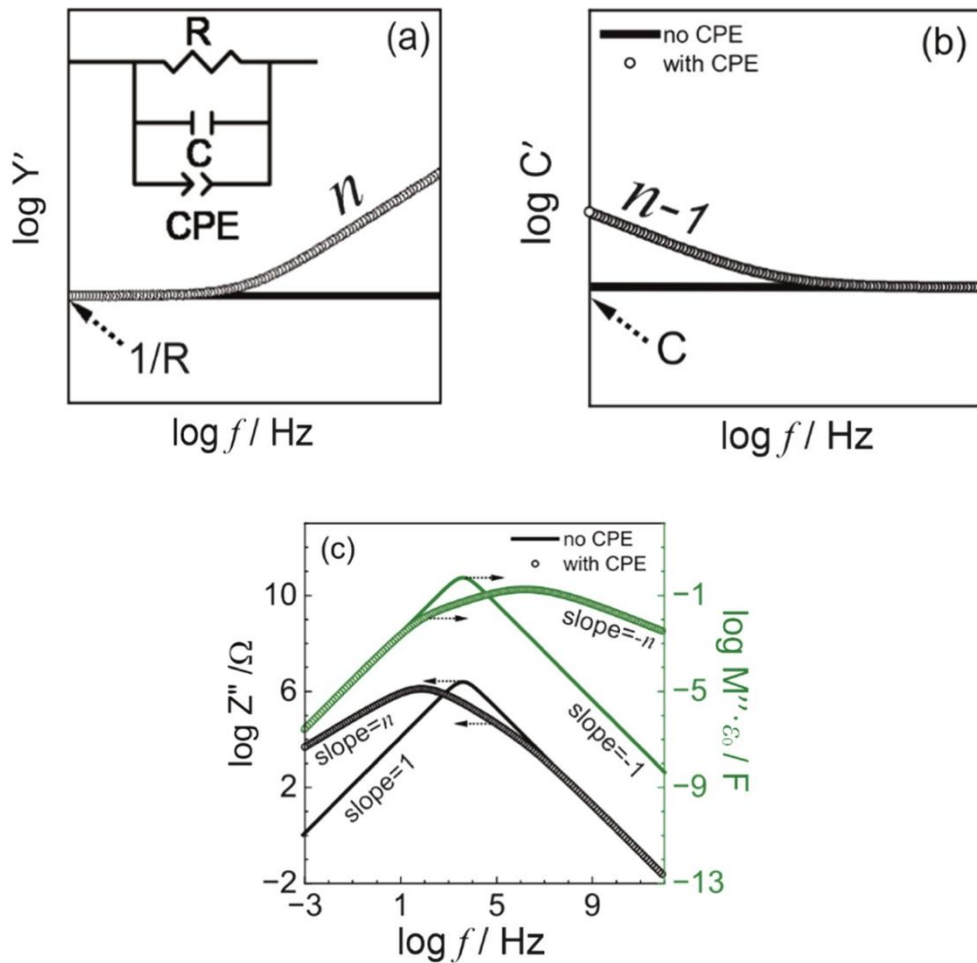 (a)
R
C
CPE
n
1/R
log Y'
log f / Hz
no CPE
with CPE
(b)
n-1
C
log C'
log f / Hz
(c)
no CPE
with CPE
slope=-n
slope=n
slope=1
slope=-1
log Z" /Ω
10
6
2
−2
−3
1
5
9
log f / Hz
−1
−5
−9
−13
log M"·ε₀ / F